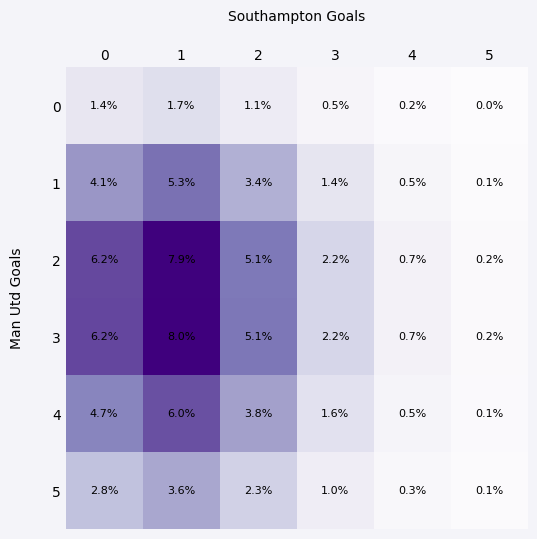 Southampton Goals
0 1 2 3 4 5
0 1.4% 1.7% 1.1% 0.5% 0.2% 0.0%
1 4.1% 5.3% 3.4% 1.4% 0.5% 0.1%
2 6.2% 7.9% 5.1% 2.2% 0.7% 0.2%
Man Utd Goals
3 6.2% 8.0% 5.1% 2.2% 0.7% 0.2%
4 4.7% 6.0% 3.8% 1.6% 0.5% 0.1%
5 2.8% 3.6% 2.3% 1.0% 0.3% 0.1%